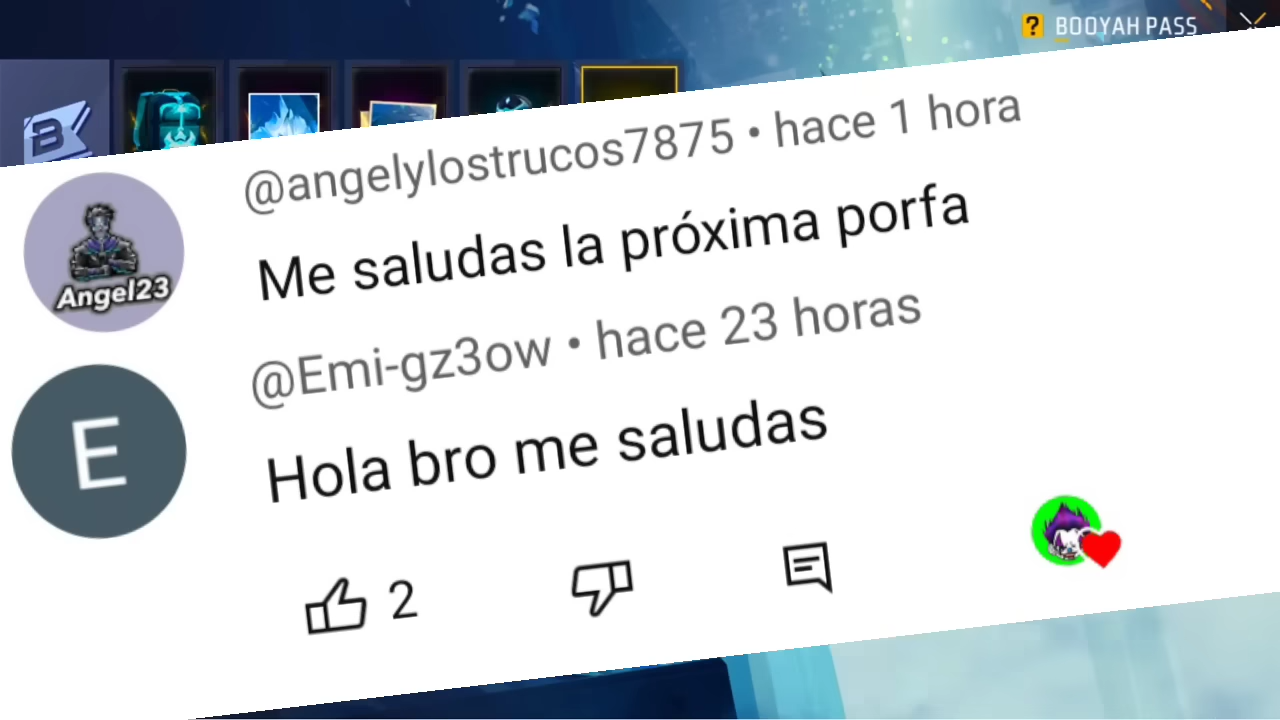 BOOYAH PASS
@angelylostrucos7875 • hace 1 hora
Me saludas la próxima porfa
Angel23
@Emi-gz3ow • hace 23 horas
E
Hola bro me saludas
2